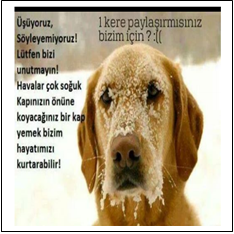 Üşüyoruz,
Söyleyemiyoruz!
Lütfen bizi
unutmayın!
Havalar çok soğuk
Kapınızın önüne
koyacağınız bir kap
yemek bizim
hayatımızı
kurtarabilir!
1 kere paylaşırmısınız
bizim için ? :((